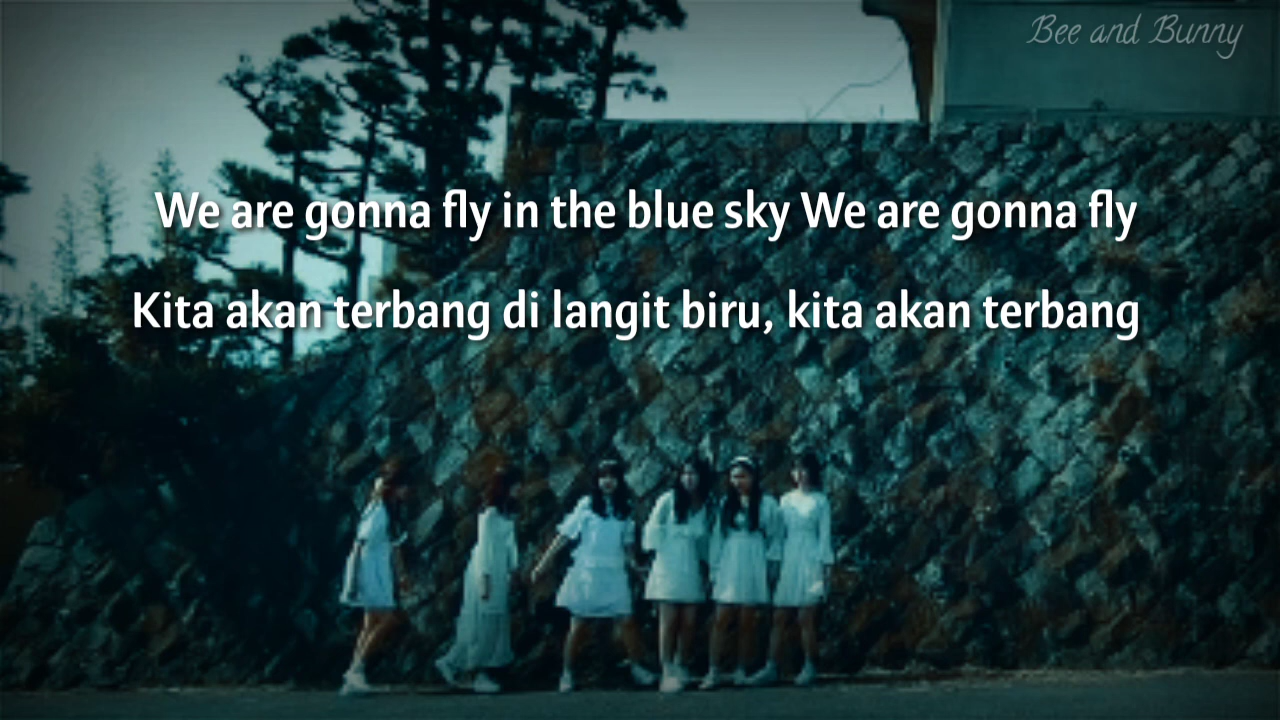 Bee and Bunny
We are gonna fly in the blue sky We are gonna fly
Kita akan terbang di langit biru, kita akan terbang